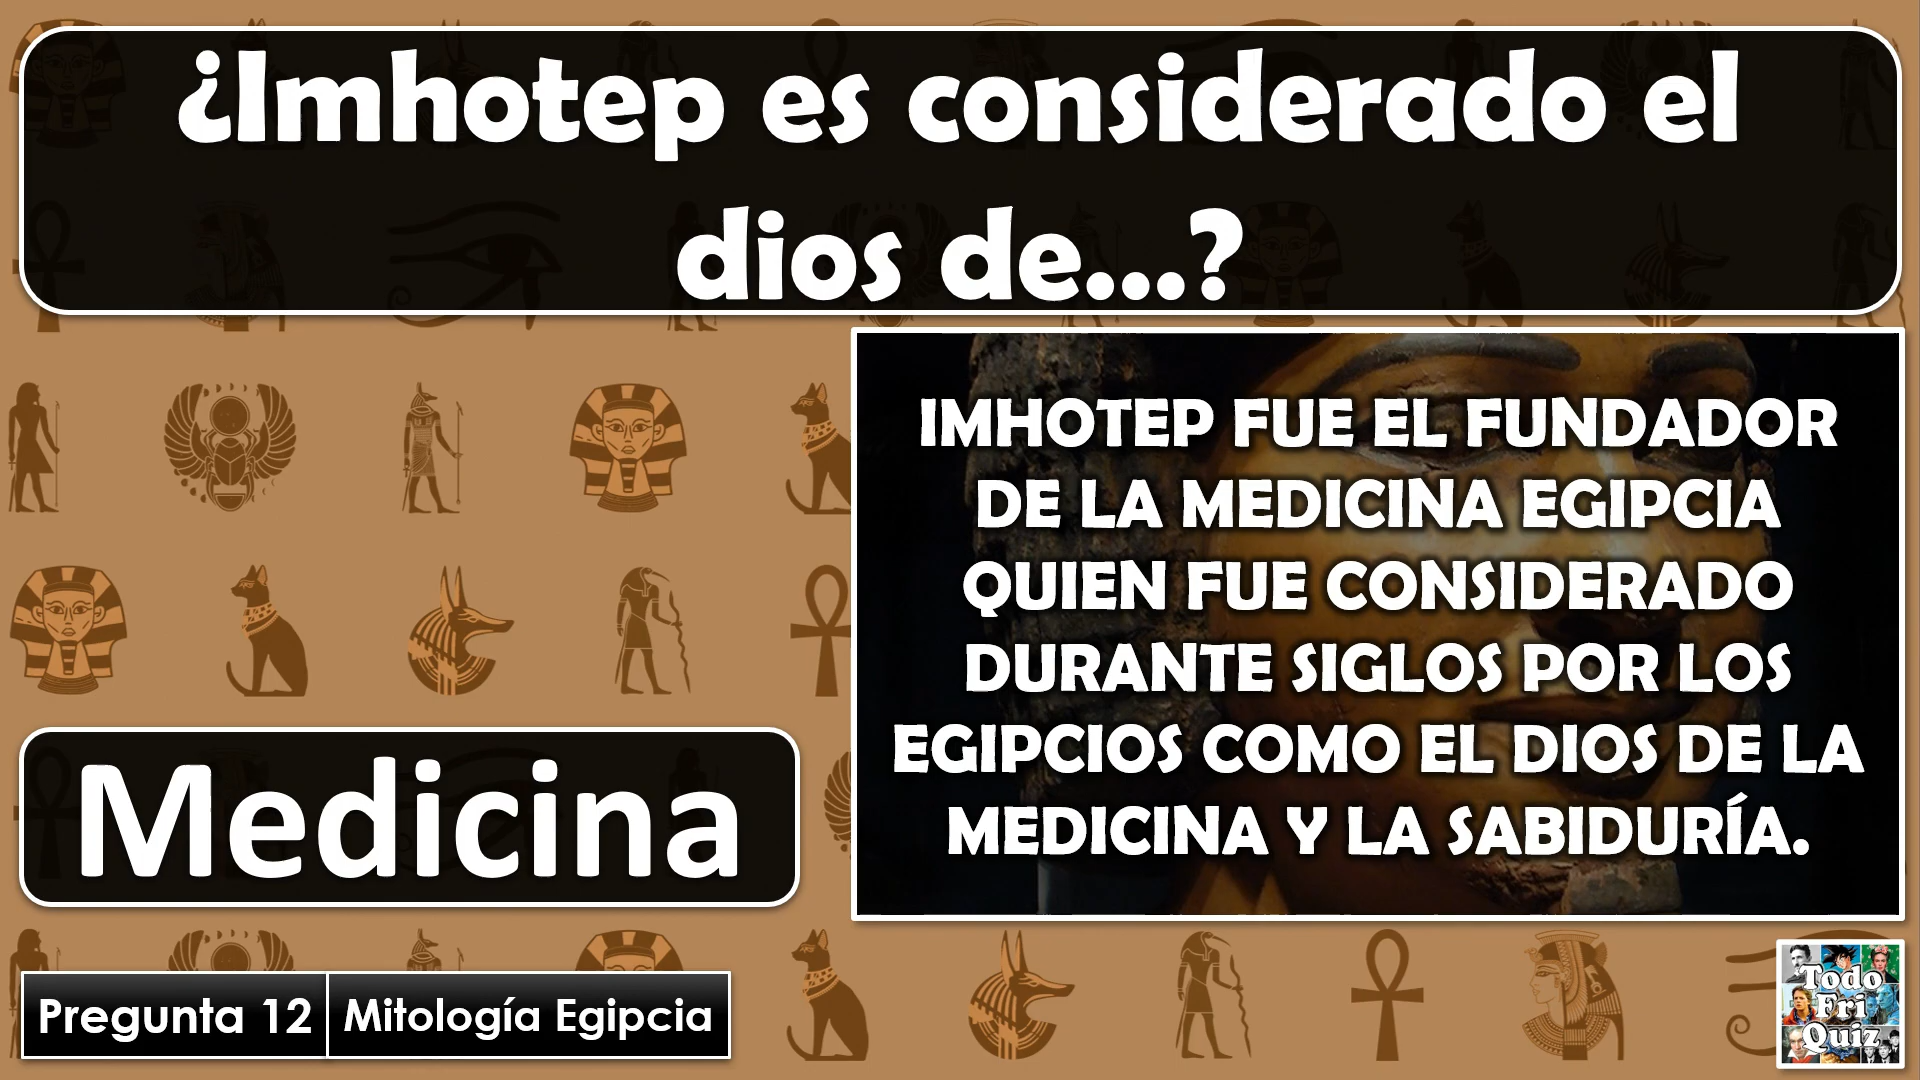 ¿Imhotep es considerado el
dios de...?
IMHOTEP FUE EL FUNDADOR
DE LA MEDICINA EGIPCIA
QUIEN FUE CONSIDERADO
DURANTE SIGLOS POR LOS
EGIPCIOS COMO EL DIOS DE LA
MEDICINA Y LA SABIDURÍA.
Medicina
Pregunta 12
Mitología Egipcia
Todo
Fri
Quiz